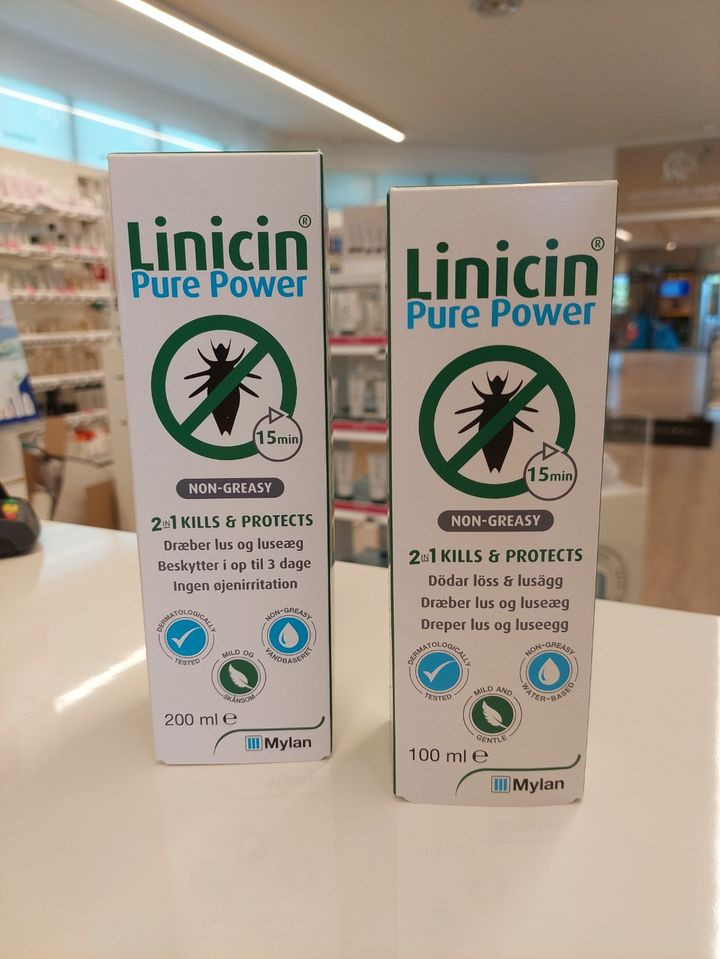 Linicin®
Pure Power
15min
NON-GREASY
2IN1 KILLS & PROTECTS
Dræber lus og luseæg
Beskytter i op til 3 dage
Ingen øjenirritation
DERMATOLOGICALLY
TESTED
NON-GREASY
VANDBASERET
MILD OG
SKÅNSOM
200 ml ℮
Mylan
Linicin®
Pure Power
15min
NON-GREASY
2IN1 KILLS & PROTECTS
Dödar löss & lusägg
Dræber lus og luseæg
Dreper lus og luseegg
DERMATOLOGICALLY
TESTED
NON-GREASY
WATER-BASED
MILD AND
GENTLE
100 ml ℮
Mylan